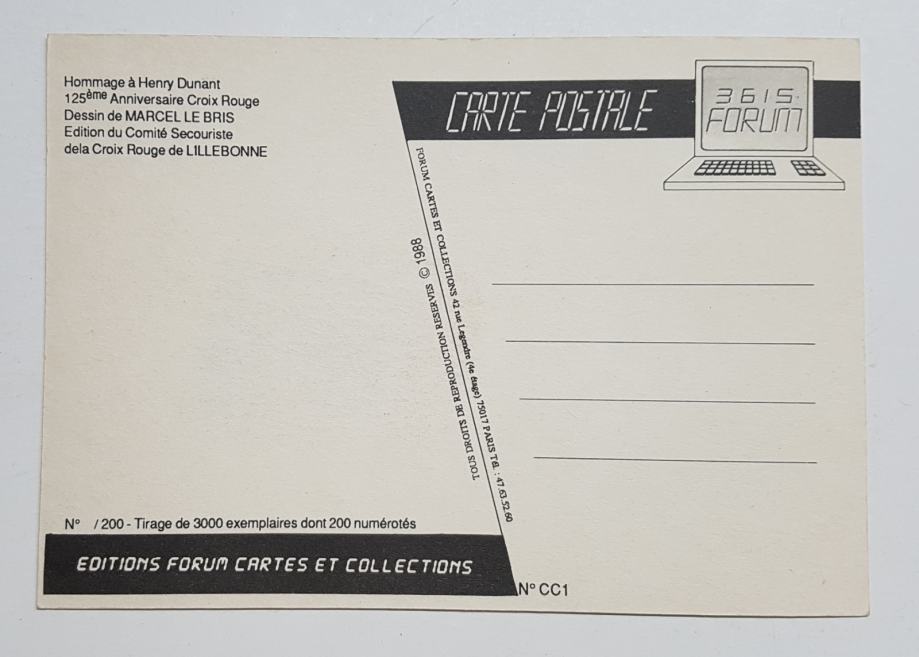 Hommage à Henry Dunant
125ème Anniversaire Croix Rouge
Dessin de MARCEL LE BRIS
Edition du Comité Secouriste
dela Croix Rouge de LILLEBONNE
CARTE POSTALE
3615
FORUM
FORUM CARTES ET COLLECTIONS 42 rue Legendre (4e étage) 75017 PARIS Tél. : 47.63.52.60
TOUS DROITS DE REPRODUCTION RESERVES © 1988
N° / 200 - Tirage de 3000 exemplaires dont 200 numérotés
EDITIONS FORUM CARTES ET COLLECTIONS
N° CC1